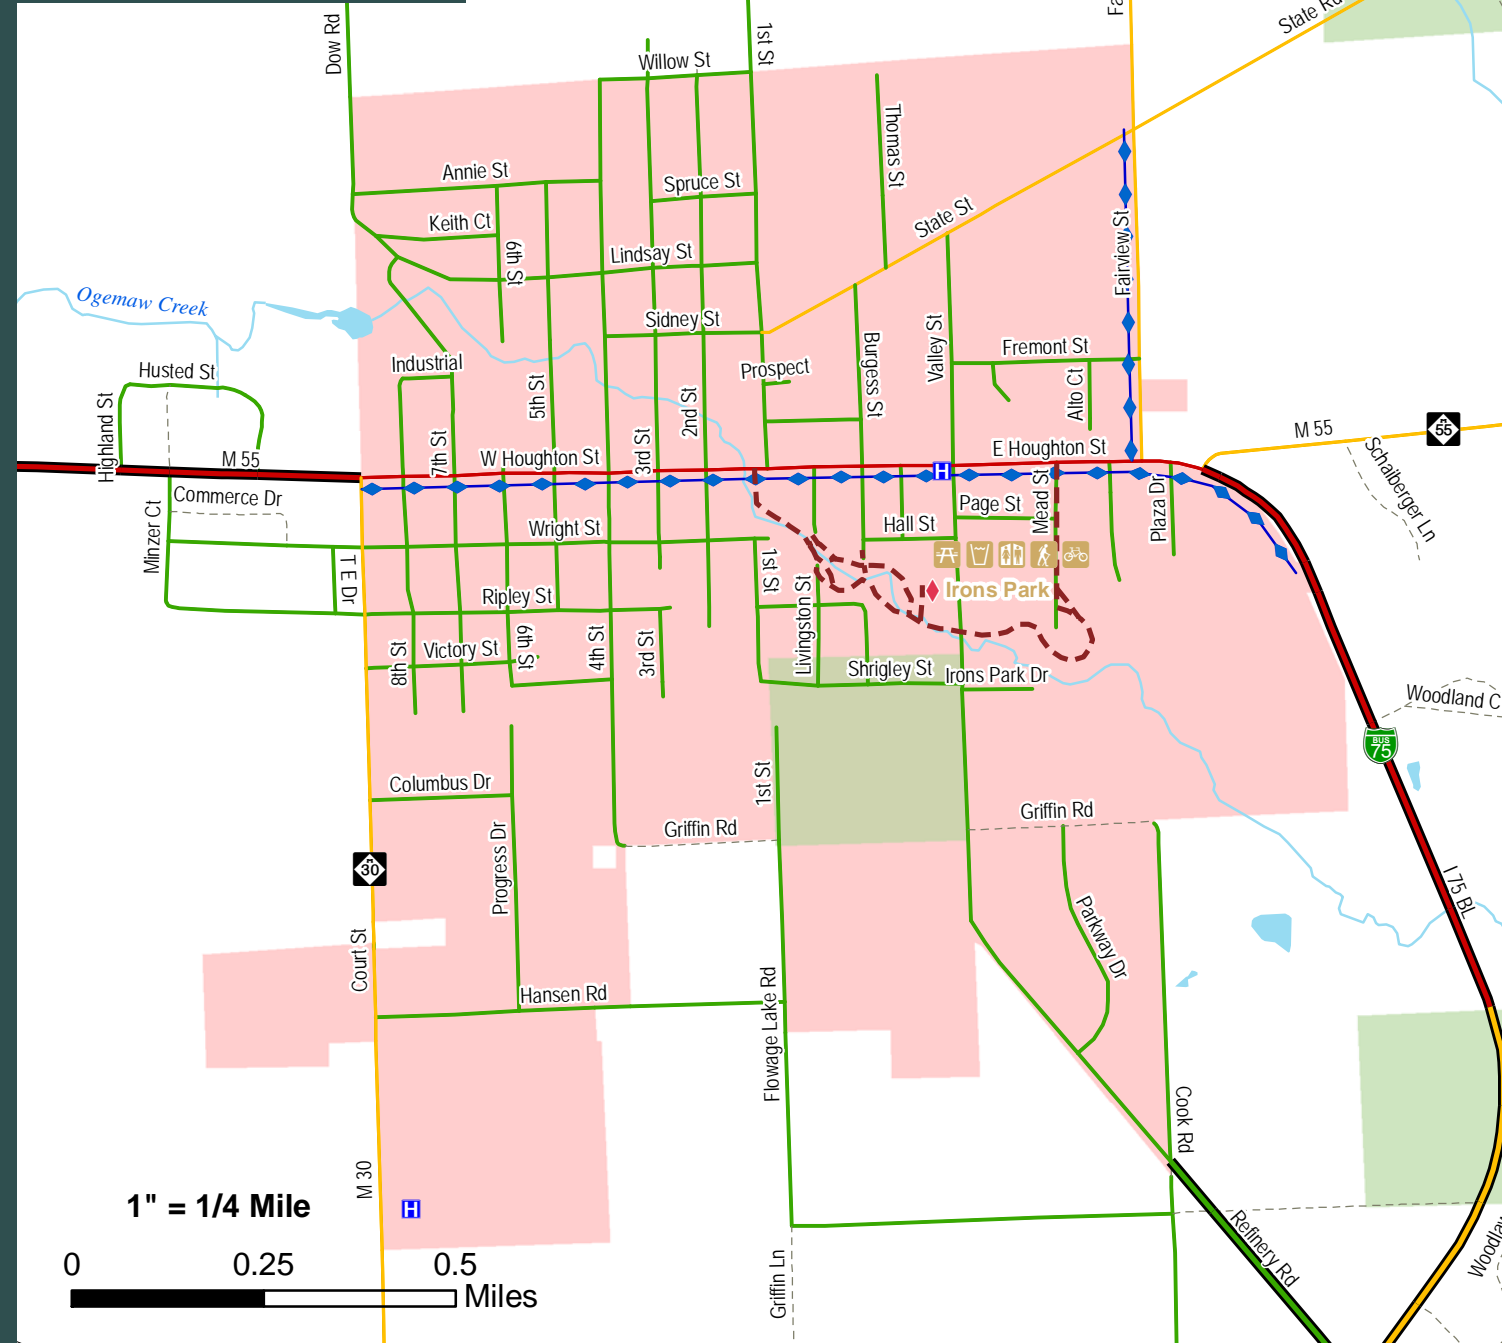 Dow Rd
1st St
Fa
State Rd
Willow St
Thomas St
Annie St
Spruce St
Keith Ct
6th St
State St
Lindsay St
Fairview St
Ogemaw Creek
Sidney St
Valley St
Burgess St
Fremont St
Industrial
Prospect
Husted St
Alto Ct
5th St
2nd St
Highland St
7th St
3rd St
M 55
55
Schaiberger Ln
E Houghton St
W Houghton St
M 55
H
Commerce Dr
Page St
Mead St
Plaza Dr
Minzer Ct
Wright St
Hall St
T E Dr
1st St
Livingston St
Irons Park
Ripley St
8th St
Victory St
6th St
4th St
3rd St
Shrigley St
Irons Park Dr
Woodland C
BUS
75
Columbus Dr
1st St
Griffin Rd
Griffin Rd
Progress Dr
M
30
I 75 BL
Parkway Dr
Court St
Hansen Rd
Flowage Lake Rd
Cook Rd
M 30
H
1" = 1/4 Mile
Refinery Rd
Woodlaw
Griffin Ln
0 0.25 0.5
Miles